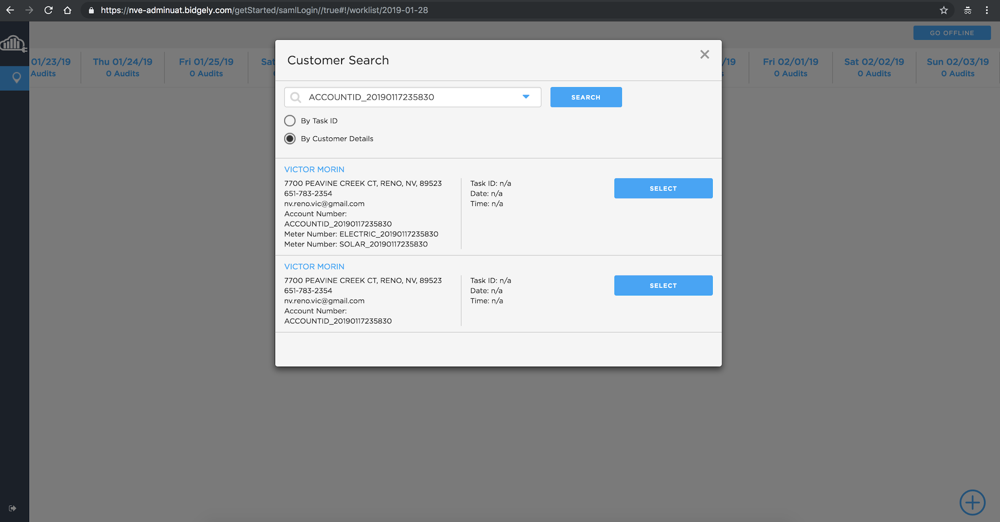 https://nve-adminuat.bidgely.com/getStarted/samlLogin//true#!/worklist/2019-01-28
GO OFFLINE
01/23/19
Audits
Thu 01/24/19
0 Audits
Fri 01/25/19
0 Audits
Sat
/19
Fri 02/01/19
0 Audits
Sat 02/02/19
0 Audits
Sun 02/03/19
0 Audits
Customer Search
ACCOUNTID_20190117235830
SEARCH
By Task ID
By Customer Details
VICTOR MORIN
7700 PEAVINE CREEK CT, RENO, NV, 89523
651-783-2354
nv.reno.vic@gmail.com
Account Number:
ACCOUNTID_20190117235830
Meter Number: ELECTRIC_20190117235830
Meter Number: SOLAR_20190117235830
Task ID: n/a
Date: n/a
Time: n/a
SELECT
VICTOR MORIN
7700 PEAVINE CREEK CT, RENO, NV, 89523
651-783-2354
nv.reno.vic@gmail.com
Account Number:
ACCOUNTID_20190117235830
Task ID: n/a
Date: n/a
Time: n/a
SELECT